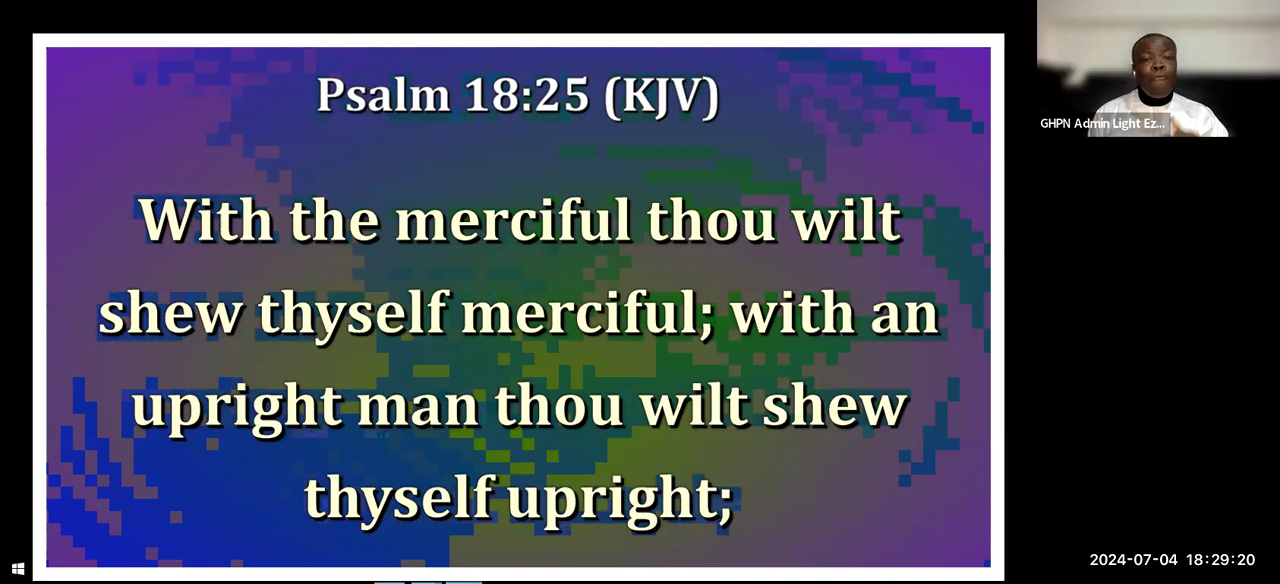 Psalm 18:25 (KJV)
With the merciful thou wilt
shew thyself merciful; with an
upright man thou wilt shew
thyself upright;
GHPN Admin Light Ez...
2024-07-04 18:29:20